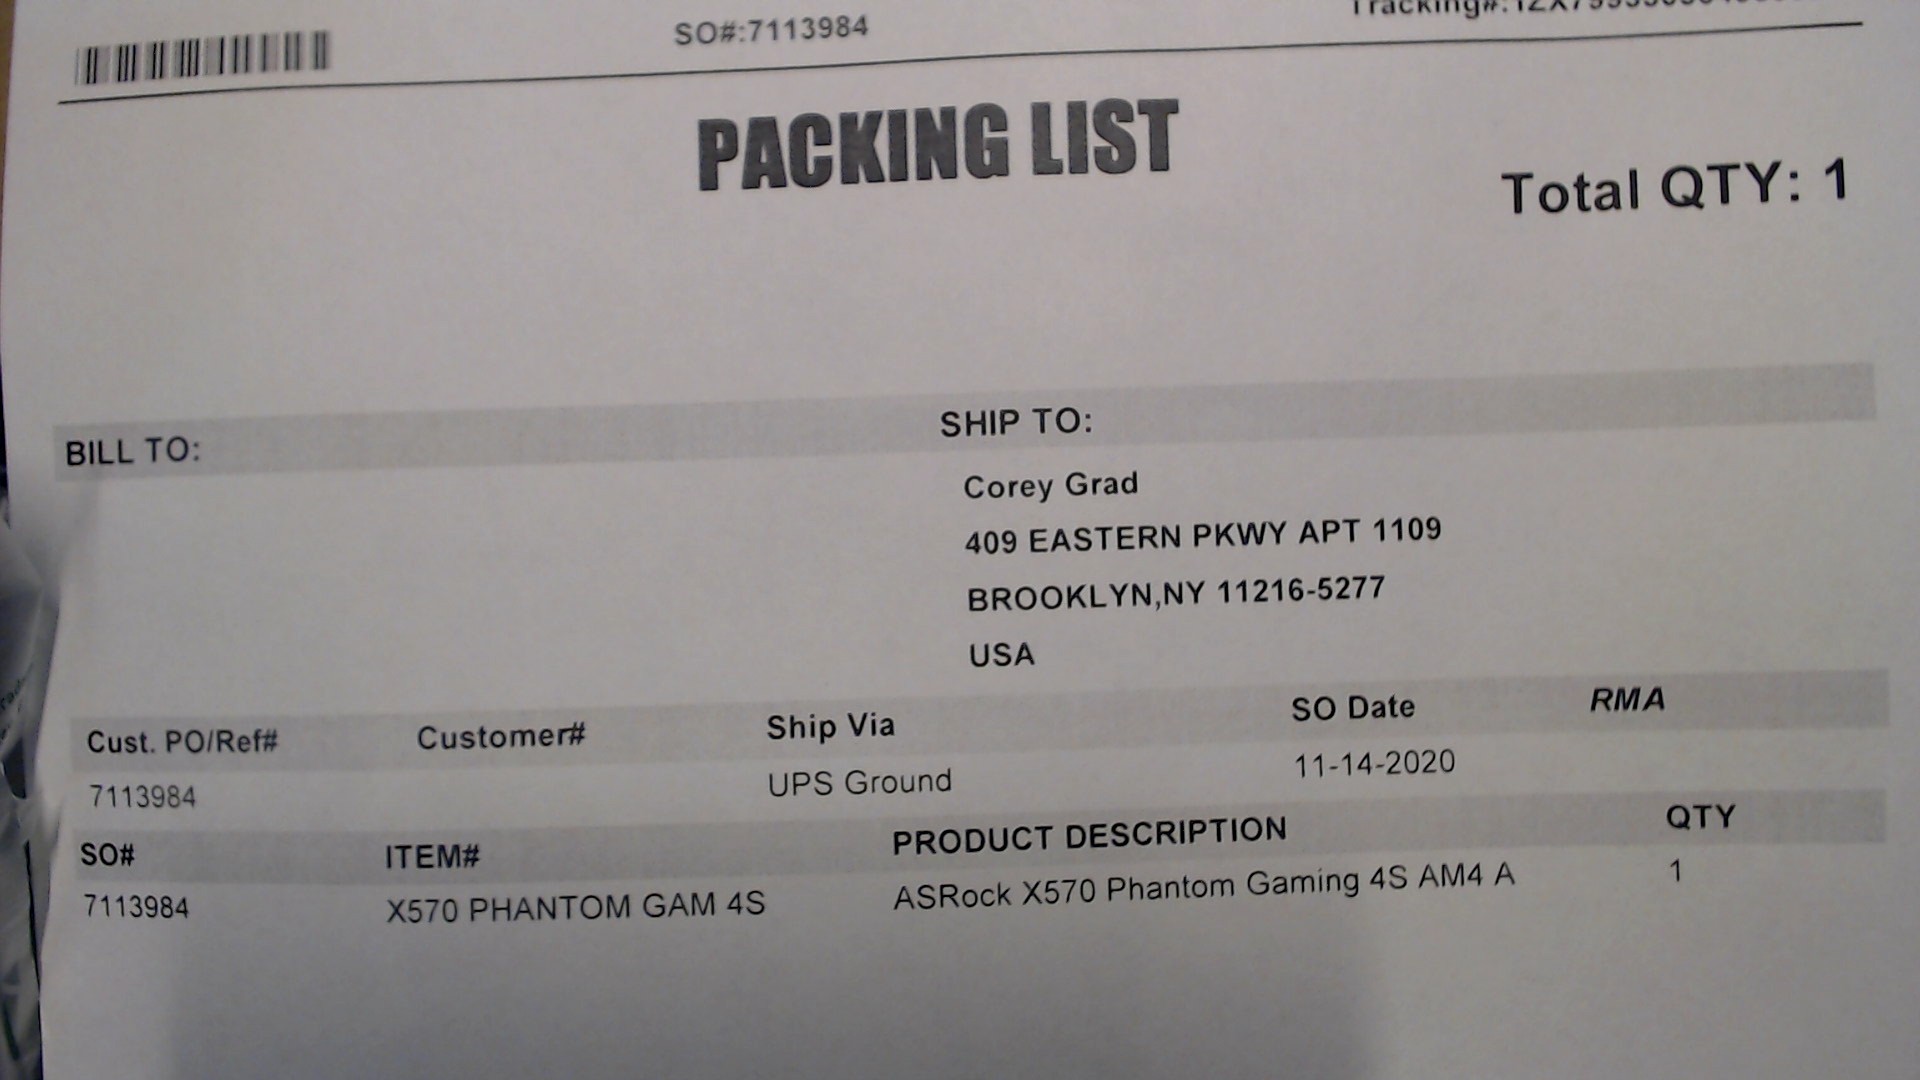 SO#:7113984
PACKING LIST
Total QTY: 1
BILL TO:
SHIP TO:
Corey Grad
409 EASTERN PKWY APT 1109
BROOKLYN,NY 11216-5277
USA
Cust. PO/Ref# Customer# Ship Via SO Date RMA
7113984 UPS Ground 11-14-2020
SO# ITEM# PRODUCT DESCRIPTION QTY
7113984 X570 PHANTOM GAM 4S ASRock X570 Phantom Gaming 4S AM4 A 1